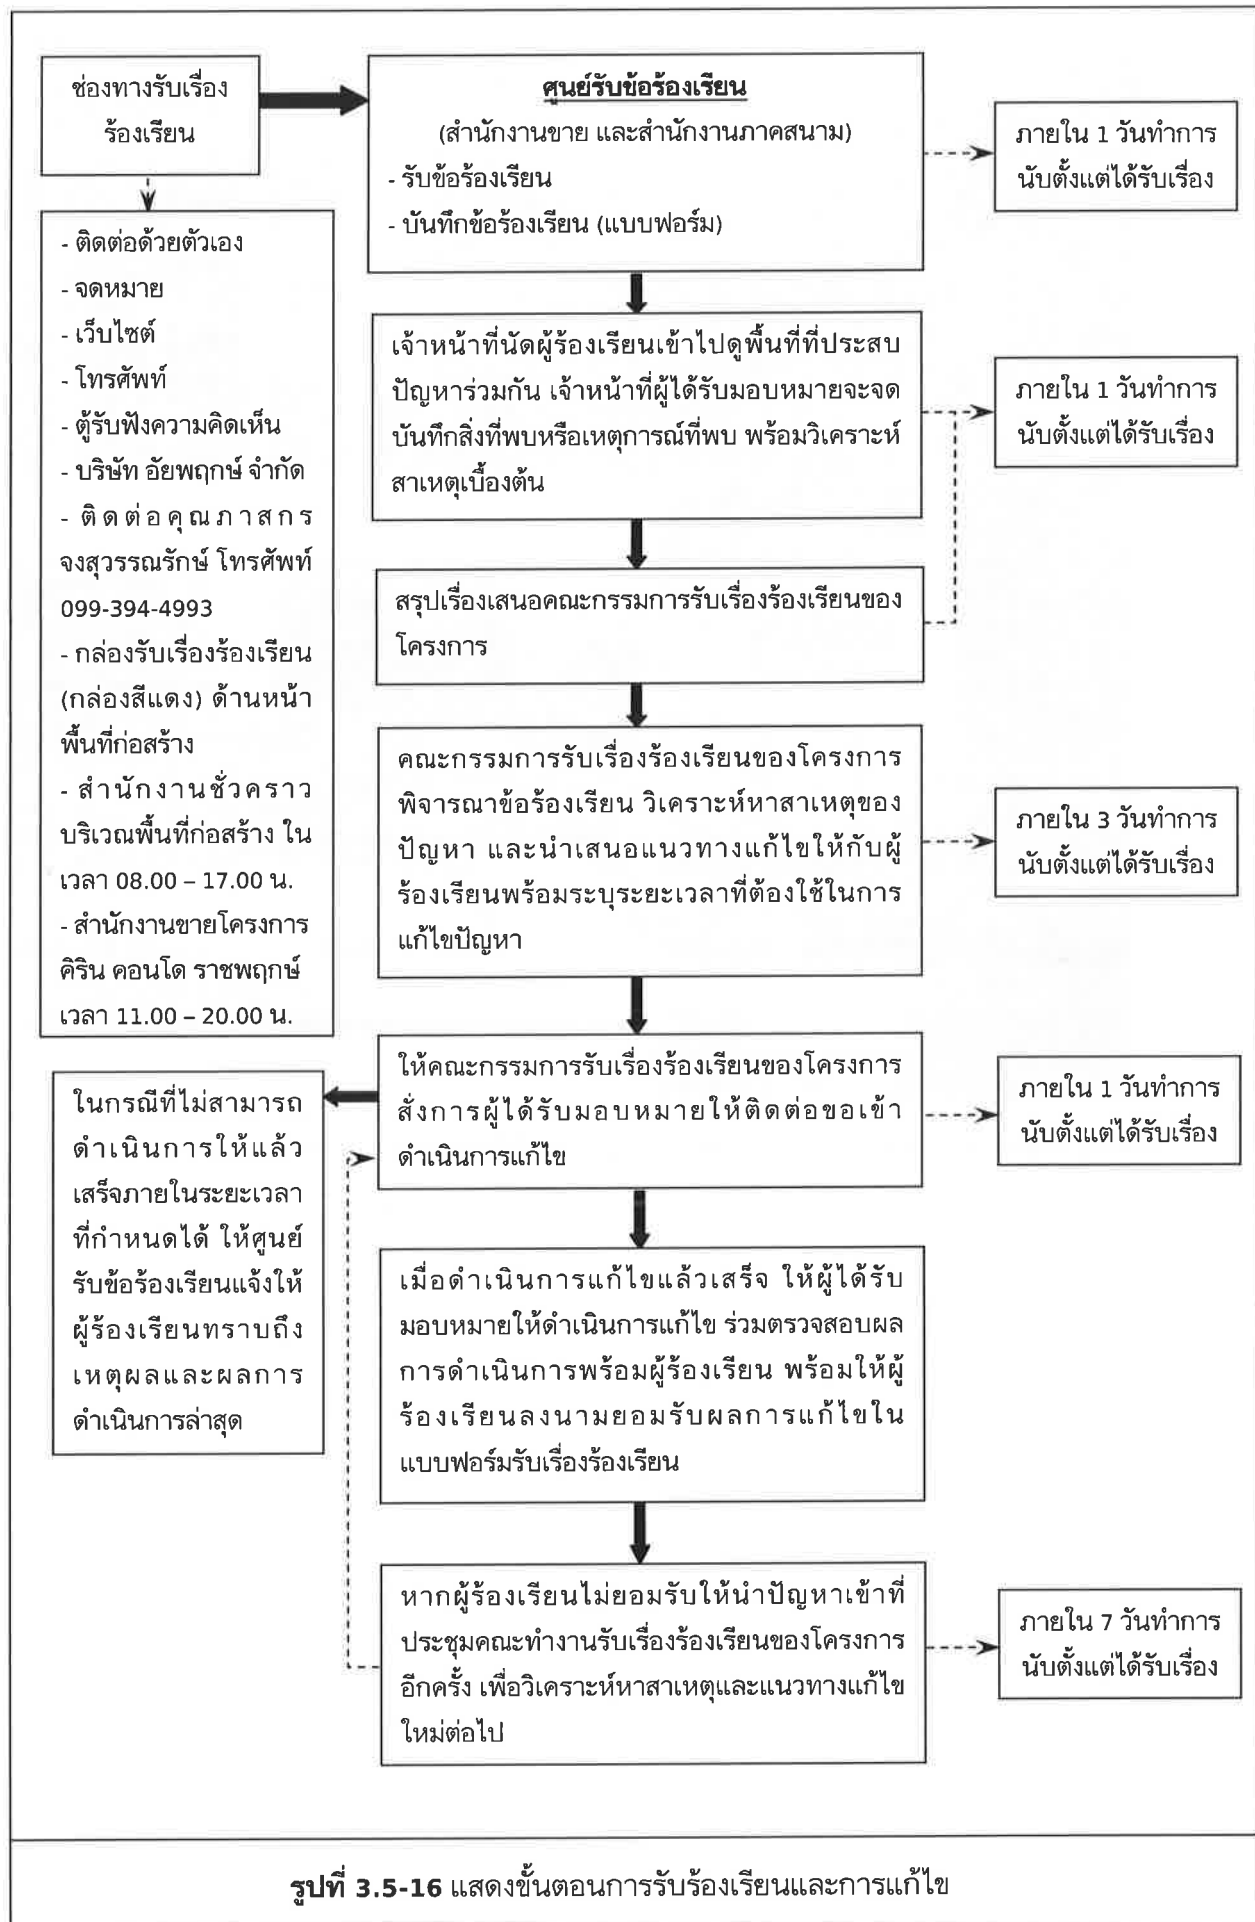 ช่องทางรับเรื่อง
ร้องเรียน
ศูนย์รับข้อร้องเรียน
(สำนักงานขาย และสำนักงานภาคสนาม)
- รับข้อร้องเรียน
- บันทึกข้อร้องเรียน (แบบฟอร์ม)
ภายใน 1 วันทำการ
นับตั้งแต่ได้รับเรื่อง
- ติดต่อด้วยตัวเอง
- จดหมาย
- เว็บไซต์
- โทรศัพท์
- ตู้รับฟังความคิดเห็น
- บริษัท อัยพฤกษ์ จำกัด
- ติดต่อคุณภาสกร
จงสุวรรณรักษ์ โทรศัพท์
099-394-4993
- กล่องรับเรื่องร้องเรียน
(กล่องสีแดง) ด้านหน้า
พื้นที่ก่อสร้าง
- สำนักงานชั่วคราว
บริเวณพื้นที่ก่อสร้าง ใน
เวลา 08.00 – 17.00 น.
- สำนักงานขายโครงการ
คิริน คอนโด ราชพฤกษ์
เวลา 11.00 – 20.00 น.
เจ้าหน้าที่นัดผู้ร้องเรียนเข้าไปดูพื้นที่ที่ประสบ
ปัญหาร่วมกัน เจ้าหน้าที่ผู้ได้รับมอบหมายจะจด
บันทึกสิ่งที่พบหรือเหตุการณ์ที่พบ พร้อมวิเคราะห์
สาเหตุเบื้องต้น
ภายใน 1 วันทำการ
นับตั้งแต่ได้รับเรื่อง
สรุปเรื่องเสนอคณะกรรมการรับเรื่องร้องเรียนของ
โครงการ
คณะกรรมการรับเรื่องร้องเรียนของโครงการ
พิจารณาข้อร้องเรียน วิเคราะห์หาสาเหตุของ
ปัญหา และนำเสนอแนวทางแก้ไขให้กับผู้
ร้องเรียนพร้อมระบุระยะเวลาที่ต้องใช้ในการ
แก้ไขปัญหา
ภายใน 3 วันทำการ
นับตั้งแต่ได้รับเรื่อง
ให้คณะกรรมการรับเรื่องร้องเรียนของโครงการ
สั่งการผู้ได้รับมอบหมายให้ติดต่อขอเข้า
ดำเนินการแก้ไข
ภายใน 1 วันทำการ
นับตั้งแต่ได้รับเรื่อง
ในกรณีที่ไม่สามารถ
ดำเนินการให้แล้ว
เสร็จภายในระยะเวลา
ที่กำหนดได้ ให้ศูนย์
รับข้อร้องเรียนแจ้งให้
ผู้ร้องเรียนทราบถึง
เหตุผลและผลการ
ดำเนินการล่าสุด
เมื่อดำเนินการแก้ไขแล้วเสร็จ ให้ผู้ได้รับ
มอบหมายให้ดำเนินการแก้ไข ร่วมตรวจสอบผล
การดำเนินการพร้อมผู้ร้องเรียน พร้อมให้ผู้
ร้องเรียนลงนามยอมรับผลการแก้ไขใน
แบบฟอร์มรับเรื่องร้องเรียน
หากผู้ร้องเรียนไม่ยอมรับให้นำปัญหาเข้าที่
ประชุมคณะทำงานรับเรื่องร้องเรียนของโครงการ
อีกครั้ง เพื่อวิเคราะห์หาสาเหตุและแนวทางแก้ไข
ใหม่ต่อไป
ภายใน 7 วันทำการ
นับตั้งแต่ได้รับเรื่อง
รูปที่ 3.5-16 แสดงขั้นตอนการรับร้องเรียนและการแก้ไข